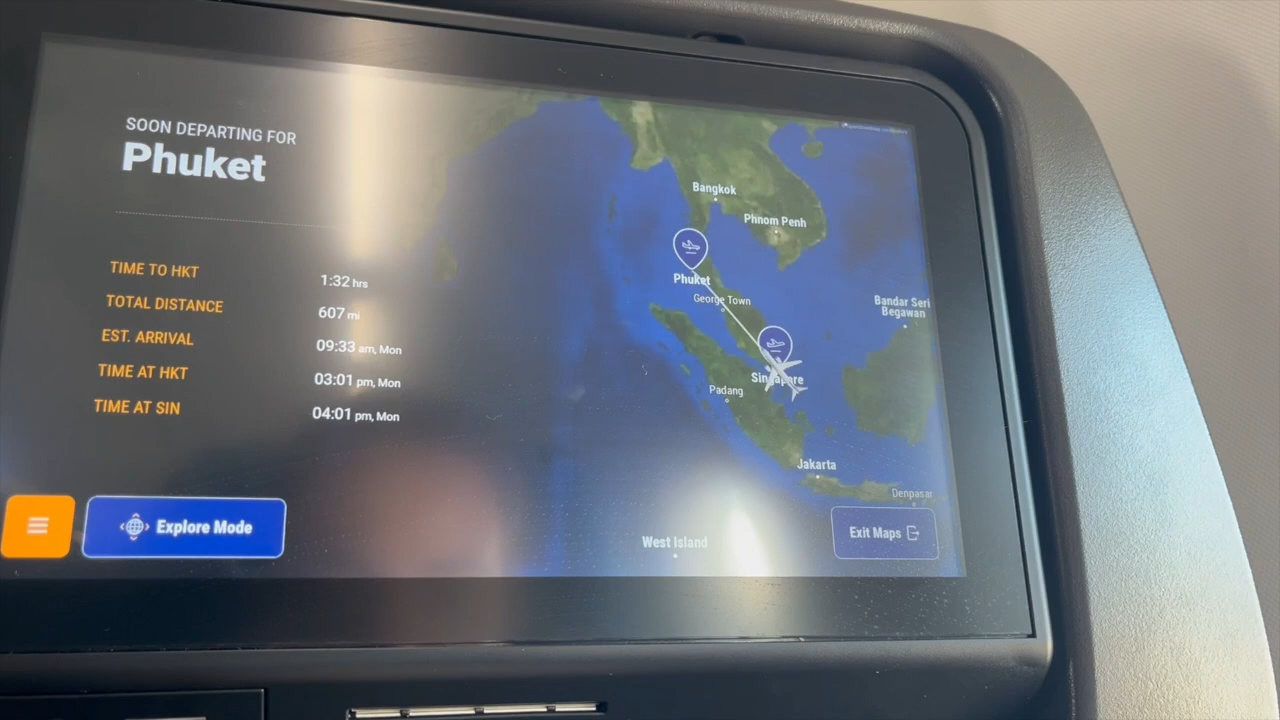 SOON DEPARTING FOR
Phuket
TIME TO HKT 1:32 hrs
TOTAL DISTANCE 607 mi
EST. ARRIVAL 09:33 am, Mon
TIME AT HKT 03:01 pm, Mon
TIME AT SIN 04:01 pm, Mon
Explore Mode
Bangkok
Phnom Penh
Phuket
George Town
Bandar Seri
Begawan
Singapore
Padang
Jakarta
Denpasar
West Island
Exit Maps